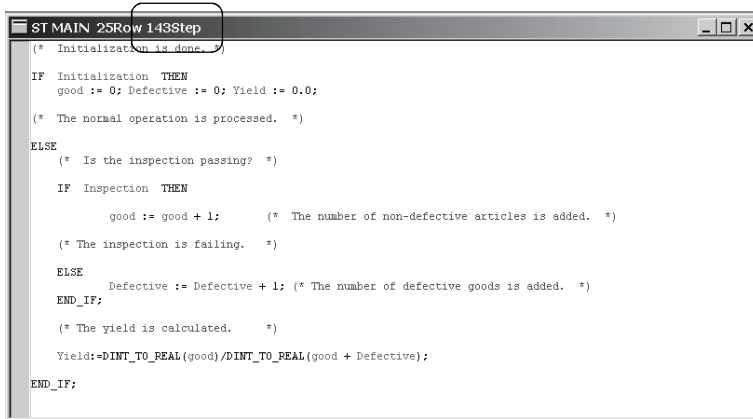 ST MAIN 25Row 143Step
(* Initialization is done. *)
IF Initialization THEN
good := 0; Defective := 0; Yield := 0.0;
(* The normal operation is processed. *)
ELSE
(* Is the inspection passing? *)
IF Inspection THEN
good := good + 1; (* The number of non-defective articles is added. *)
(* The inspection is failing. *)
ELSE
Defective := Defective + 1; (* The number of defective goods is added. *)
END_IF;
(* The yield is calculated. *)
Yield:=DINT_TO_REAL(good)/DINT_TO_REAL(good + Defective);
END_IF;